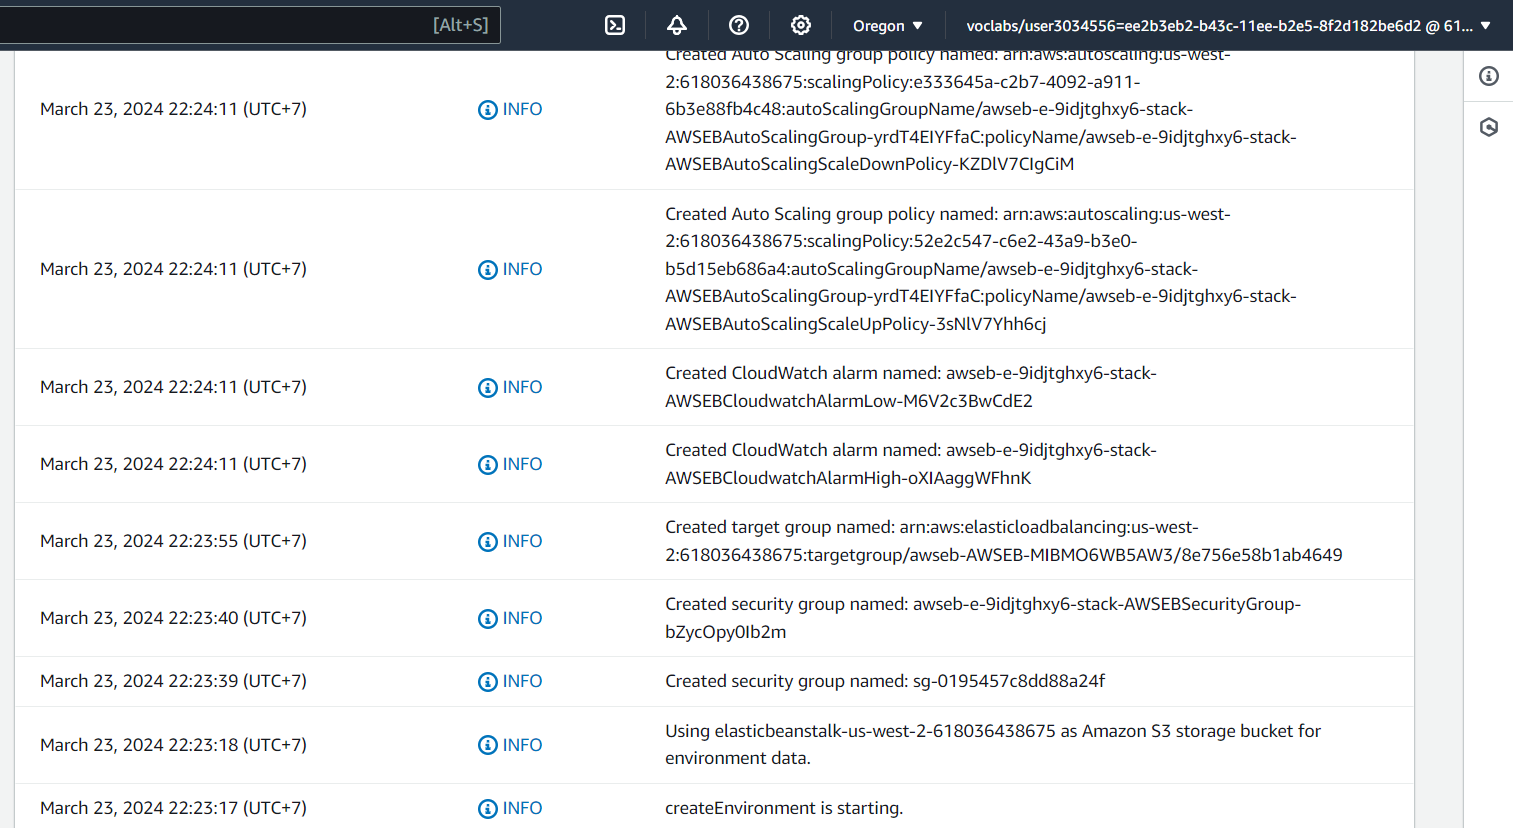 [Alt+S]
Oregon
voclabs/user3034556=ee2b3eb2-b43c-11ee-b2e5-8f2d182be6d2 @ 61...
Created Auto Scaling group policy named: arn:aws:autoscaling:us-west-
2:618036438675:scalingPolicy:e333645a-c2b7-4092-a911-
March 23, 2024 22:24:11 (UTC+7)
INFO
6b3e88fb4c48:autoScalingGroupName/awseb-e-9idjtghxy6-stack-
AWSEBAutoScalingGroup-yrdT4EIYFfaC:policyName/awseb-e-9idjtghxy6-stack-
AWSEBAutoScalingScaleDownPolicy-KZDlV7CIgCiM
Created Auto Scaling group policy named: arn:aws:autoscaling:us-west-
2:618036438675:scalingPolicy:52e2c547-c6e2-43a9-b3e0-
March 23, 2024 22:24:11 (UTC+7)
INFO
b5d15eb686a4:autoScalingGroupName/awseb-e-9idjtghxy6-stack-
AWSEBAutoScalingGroup-yrdT4EIYFfaC:policyName/awseb-e-9idjtghxy6-stack-
AWSEBAutoScalingScaleUpPolicy-3sNlV7Yhh6cj
March 23, 2024 22:24:11 (UTC+7)
INFO
Created CloudWatch alarm named: awseb-e-9idjtghxy6-stack-
AWSEBCloudwatchAlarmLow-M6V2c3BwCdE2
March 23, 2024 22:24:11 (UTC+7)
INFO
Created CloudWatch alarm named: awseb-e-9idjtghxy6-stack-
AWSEBCloudwatchAlarmHigh-oXIAaggWFhnK
March 23, 2024 22:23:55 (UTC+7)
INFO
Created target group named: arn:aws:elasticloadbalancing:us-west-
2:618036438675:targetgroup/awseb-AWSEB-MIBMO6WB5AW3/8e756e58b1ab4649
March 23, 2024 22:23:40 (UTC+7)
INFO
Created security group named: awseb-e-9idjtghxy6-stack-AWSEBSecurityGroup-
bZycOpy0Ib2m
March 23, 2024 22:23:39 (UTC+7)
INFO
Created security group named: sg-0195457c8dd88a24f
March 23, 2024 22:23:18 (UTC+7)
INFO
Using elasticbeanstalk-us-west-2-618036438675 as Amazon S3 storage bucket for
environment data.
March 23, 2024 22:23:17 (UTC+7)
INFO
createEnvironment is starting.